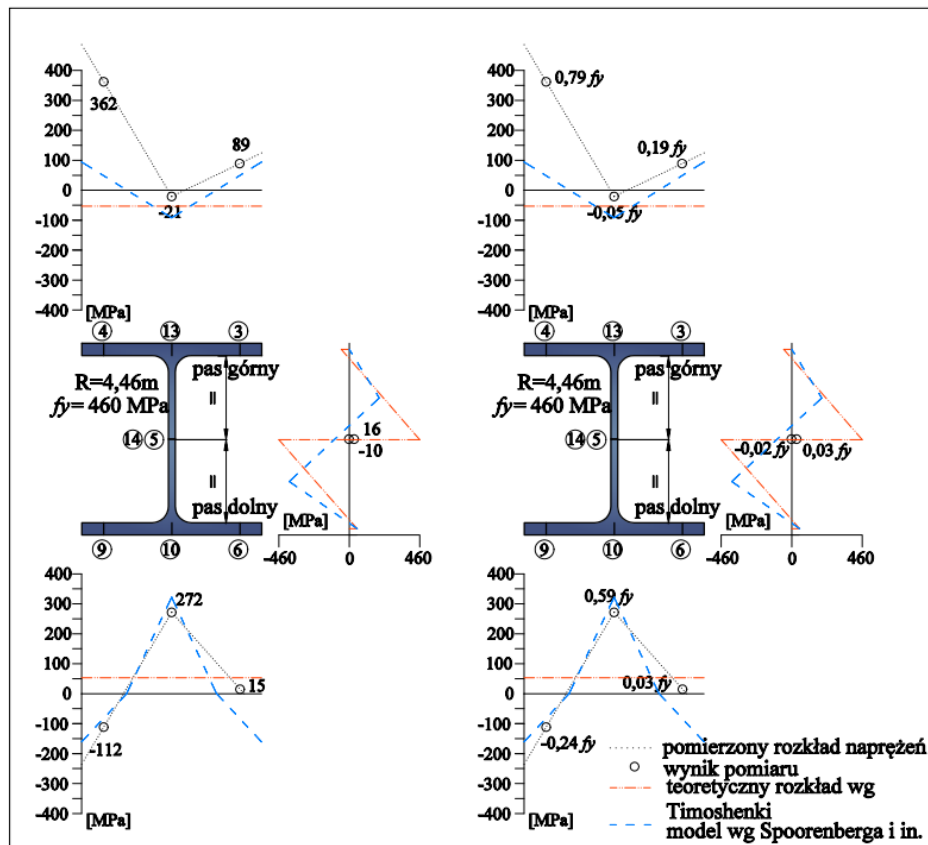 400
300
200
100
0
-100
-200
-300
-400
[MPa]
362
-21
89
4
13
3
R=4,46m
fy= 460 MPa
pas górny
=
14
5
=
pas dolny
9
10
6
16
-10
[MPa]
-460
0
460
400
300
200
100
0
-100
-200
-300
-400
[MPa]
272
15
-112
400
300
200
100
0
-100
-200
-300
-400
[MPa]
0,79 fy
-0,05 fy
0,19 fy
4
13
3
R=4,46m
fy= 460 MPa
pas górny
=
14
5
=
pas dolny
9
10
6
-0,02 fy
0,03 fy
[MPa]
-460
0
460
400
300
200
100
0
-100
-200
-300
-400
[MPa]
0,59 fy
0,03 fy
-0,24 fy
pomierzony rozkład naprężeń
wynik pomiaru
teoretyczny rozkład wg
Timoshenki
model wg Spoorenberga i in.